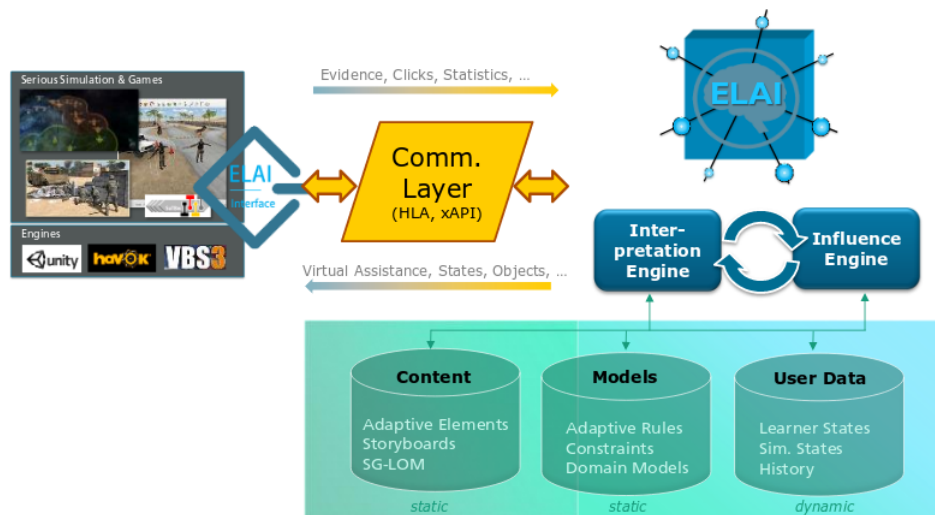 Serious Simulation & Games
ELAI
Interface
Engines
unity
havok
VBS3
Evidence, Clicks, Statistics, ...
Comm.
Layer
(HLA, xAPI)
Virtual Assistance, States, Objects, ...
ELAI
Inter-
pretation
Engine
Influence
Engine
Content
Adaptive Elements
Storyboards
SG-LOM
static
Models
Adaptive Rules
Constraints
Domain Models
static
User Data
Learner States
Sim. States
History
dynamic